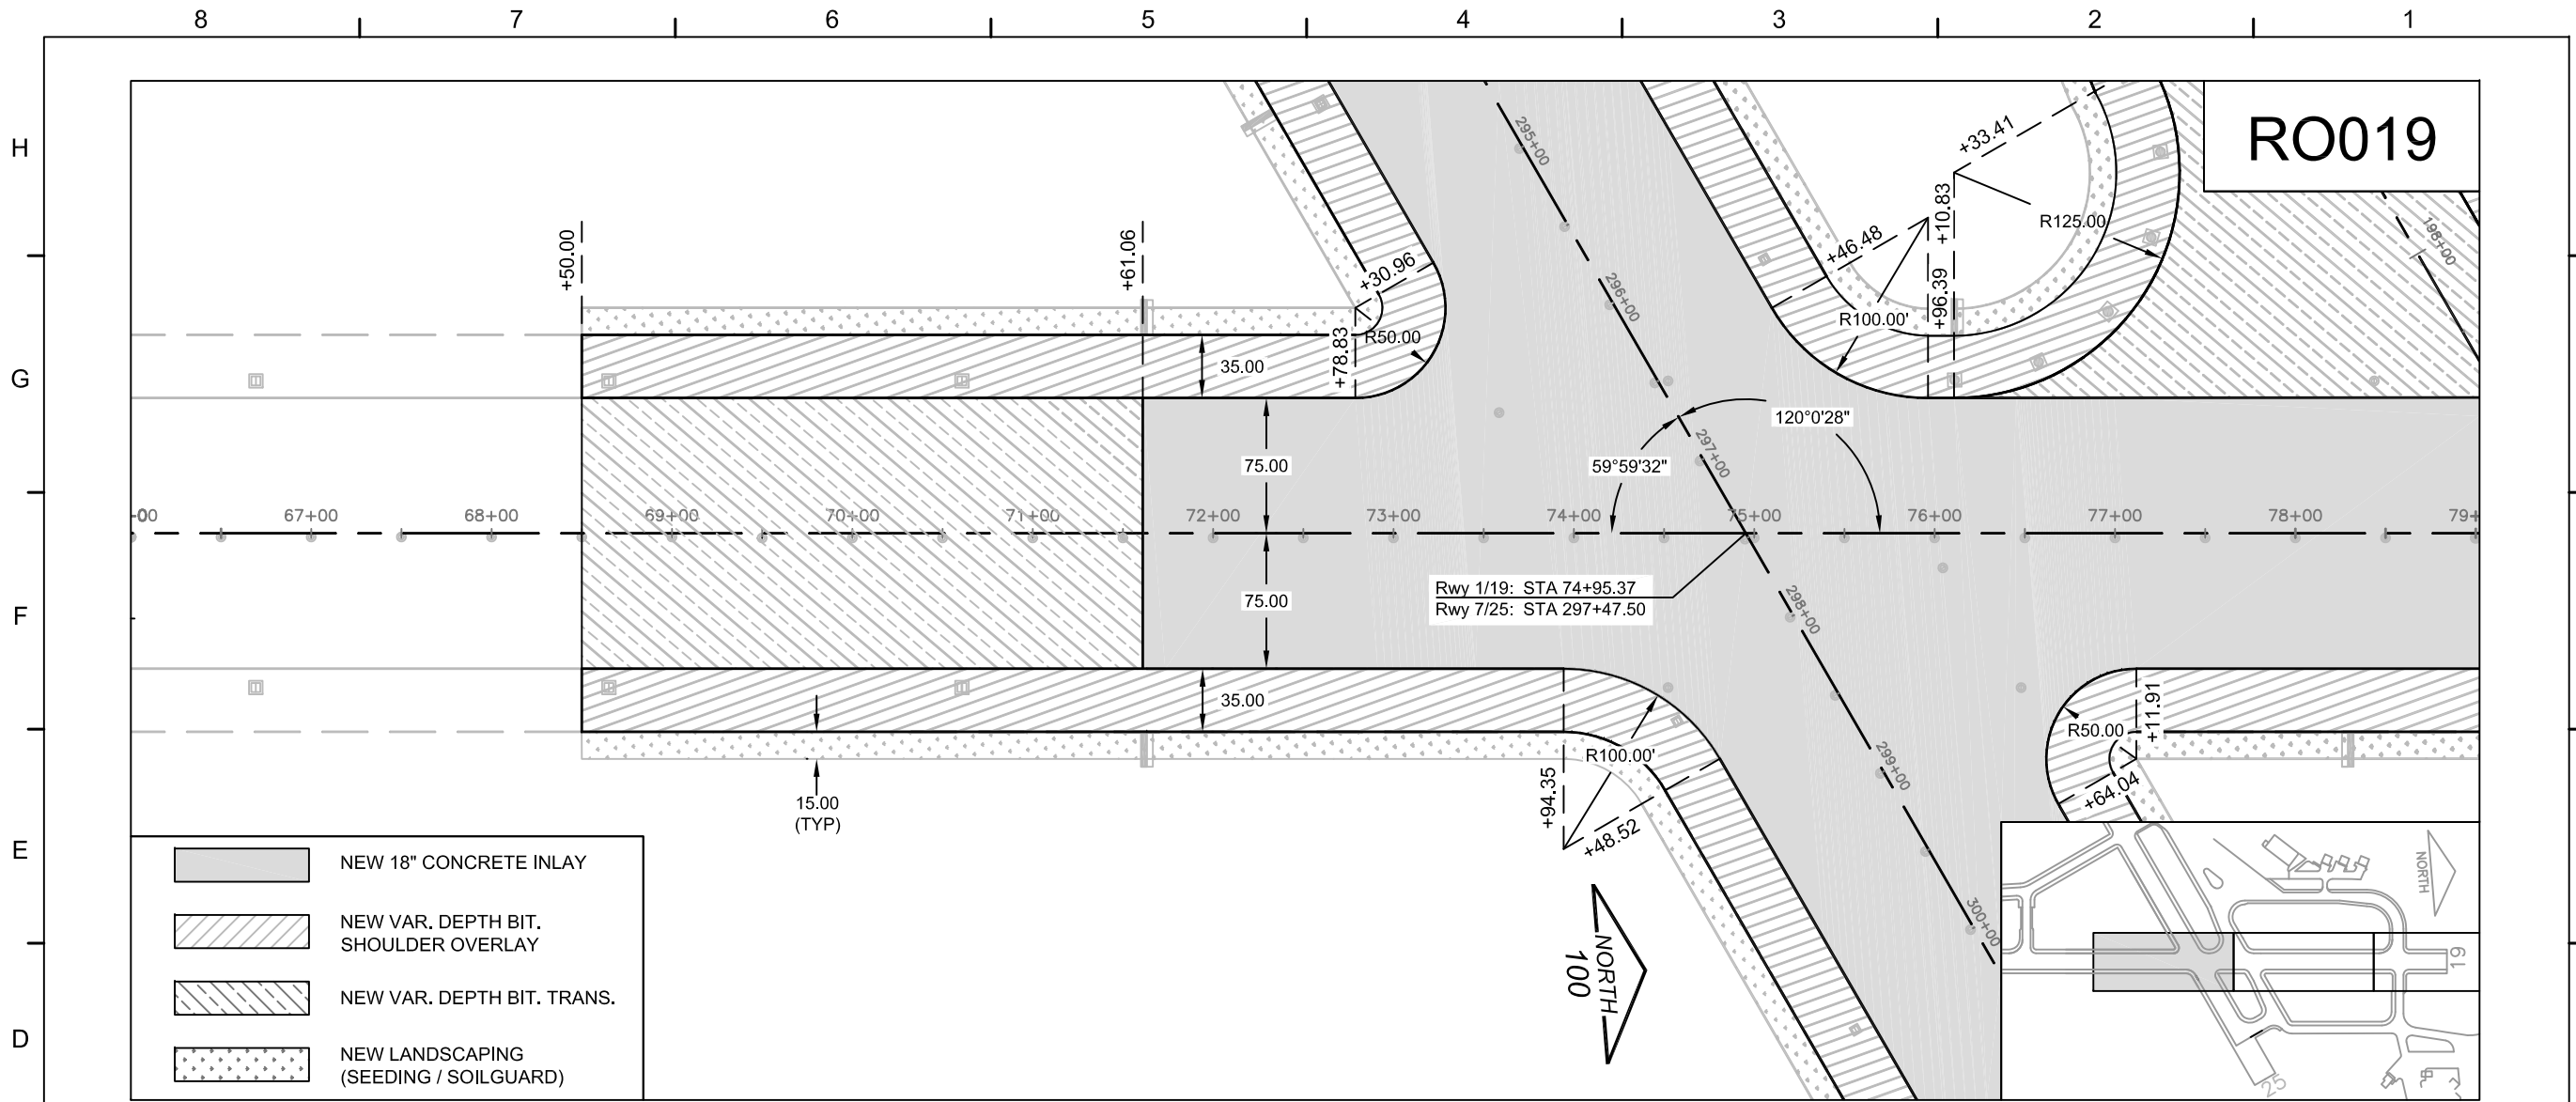 8 7 6 5 4 3 2 1
H
G
F
E
D
RO019
295+00
296+00
297+00
298+00
299+00
300+00
198+00
+33.41
+10.83
+46.48
+96.39
R125.00
R100.00'
+50.00
+61.06
+30.96
R50.00
+78.83
35.00
75.00
120°0'28"
59°59'32"
00 67+00 68+00 69+00 70+00 71+00 72+00 73+00 74+00 75+00 76+00 77+00 78+00 79+
75.00
Rwy 1/19: STA 74+95.37
Rwy 7/25: STA 297+47.50
35.00
R100.00'
+94.35
+48.52
R50.00
+11.91
+64.04
15.00
(TYP)
NEW 18" CONCRETE INLAY
NEW VAR. DEPTH BIT.
SHOULDER OVERLAY
NEW VAR. DEPTH BIT. TRANS.
NEW LANDSCAPING
(SEEDING / SOILGUARD)
NORTH
100
NORTH
19
25